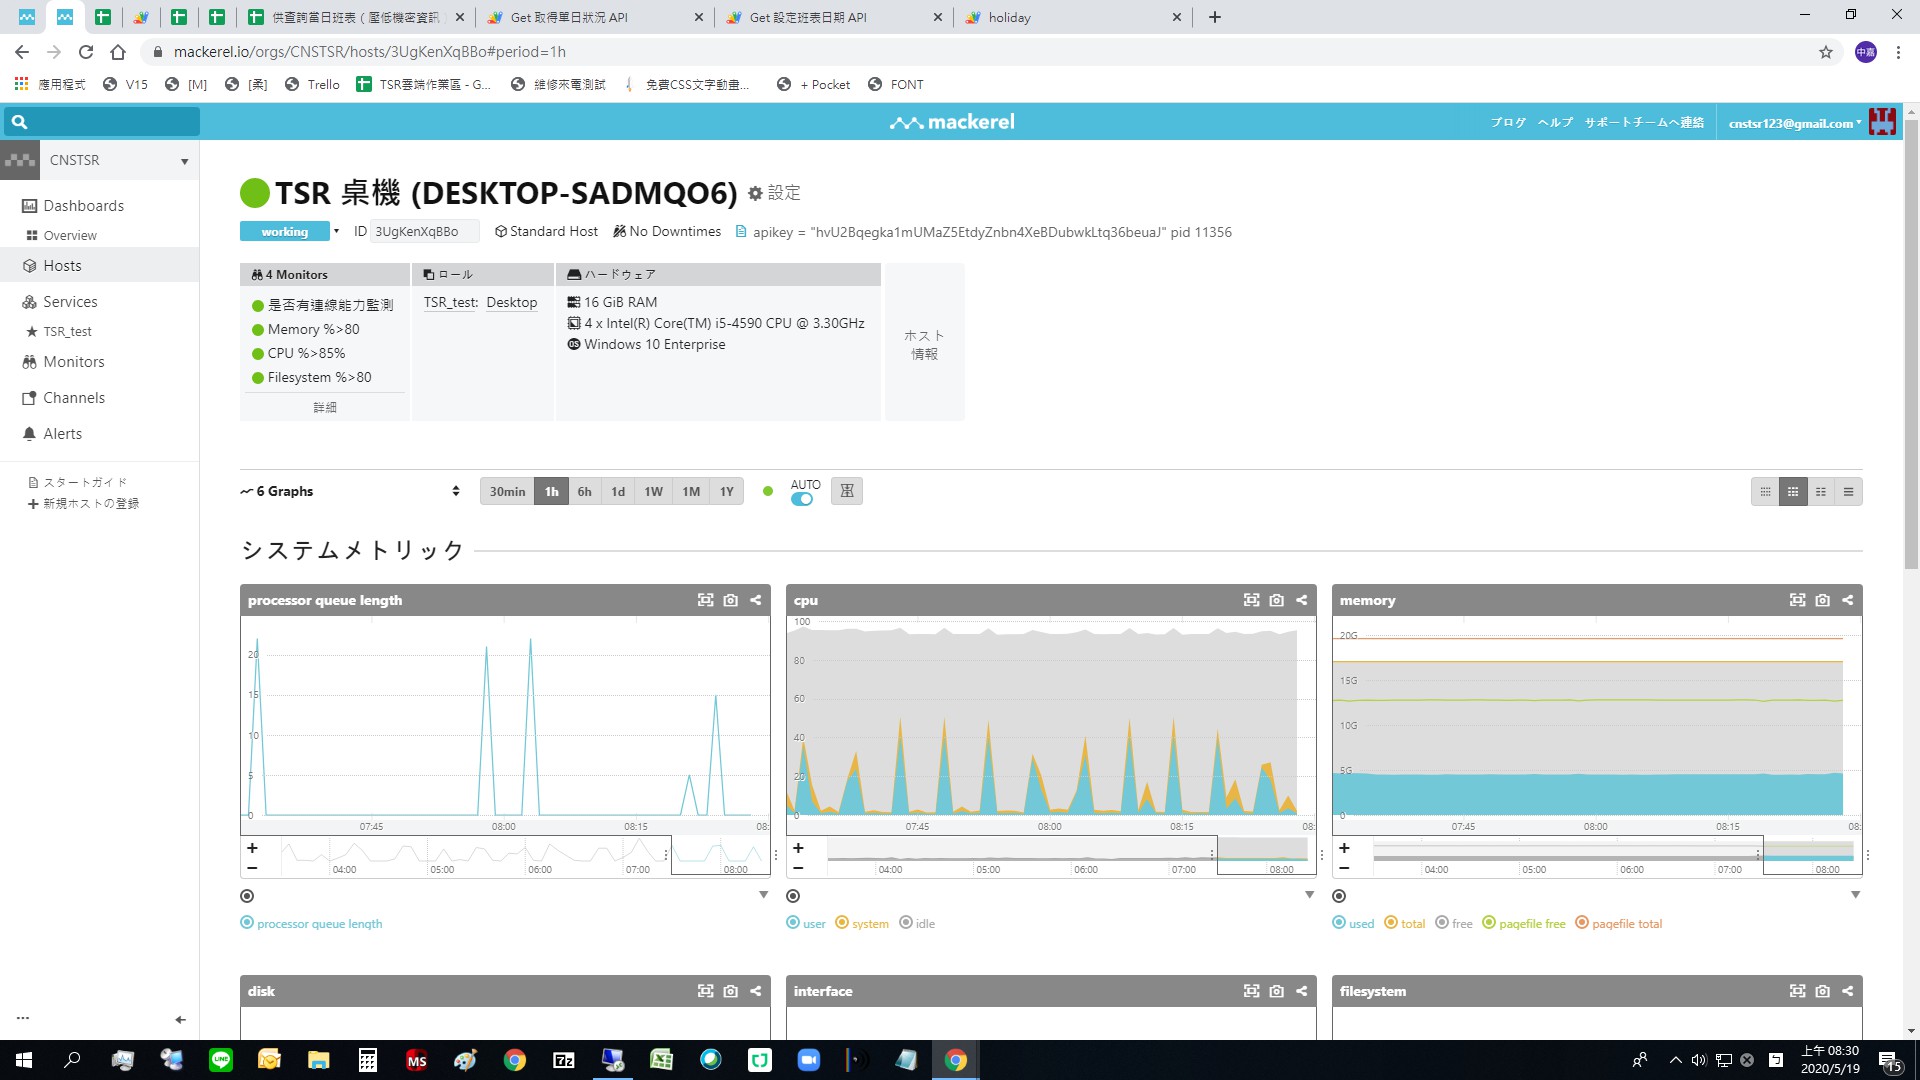 供查詢當日班表（壓低機密資訊
Get 取得單日狀況 API
Get 設定班表日期 API
holiday
mackerel.io/orgs/CNSTSR/hosts/3UgKenXqBBo#period=1h
中嘉
應用程式 V15 [M] [柔] Trello TSR雲端作業區 - G... 維修來電測試 免費CSS文字動畫... + Pocket FONT
mackerel
ブログ ヘルプ サポートチームへ連絡 cnstsr123@gmail.com
CNSTSR
Dashboards
Overview
Hosts
Services
TSR_test
Monitors
Channels
Alerts
スタートガイド
新規ホストの登録
TSR 桌機 (DESKTOP-SADMQO6) 設定
working ID 3UgKenXqBBo Standard Host No Downtimes apikey = "hvU2Bqegka1mUMaZ5EtdyZnbn4XeBDubwkLtq36beuaJ" pid 11356
4 Monitors
是否有連線能力監測
Memory %>80
CPU %>85%
Filesystem %>80
詳細
ロール
TSR_test: Desktop
ハードウェア
16 GiB RAM
4 x Intel(R) Core(TM) i5-4590 CPU @ 3.30GHz
OS Windows 10 Enterprise
ホスト
情報
6 Graphs 30min 1h 6h 1d 1W 1M 1Y AUTO
システムメトリック
processor queue length
20
15
10
5
0
07:45 08:00 08:15 08:
+
−
04:00 05:00 06:00 07:00 08:00
processor queue length
cpu
100
80
60
40
20
0
07:45 08:00 08:15 08:
+
−
04:00 05:00 06:00 07:00 08:00
user system idle
memory
20G
15G
10G
5G
0
07:45 08:00 08:15 08:
+
−
04:00 05:00 06:00 07:00 08:00
used total free pagefile free pagefile total
disk
interface
filesystem
LINE
MS
7z
上午 08:30
2020/5/19
15